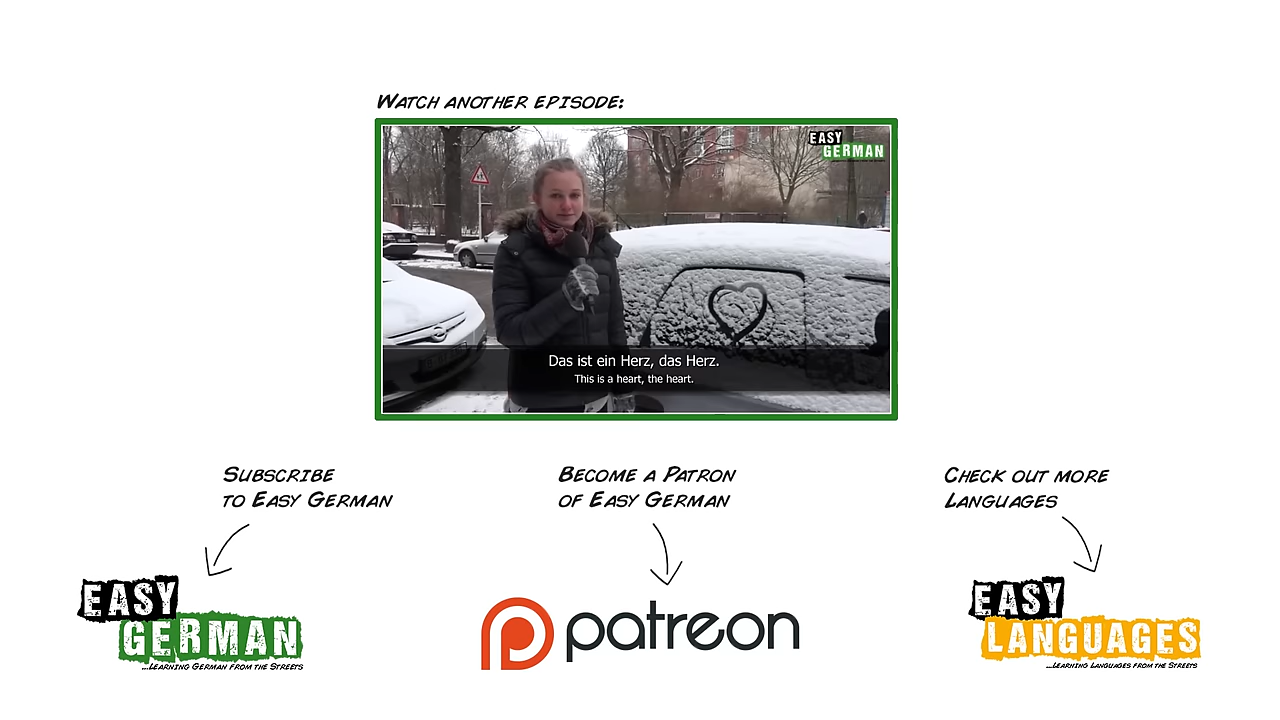 WATCH ANOTHER EPISODE:
EASY
GERMAN
Das ist ein Herz, das Herz.
This is a heart, the heart.
SUBSCRIBE
TO EASY GERMAN
BECOME A PATRON
OF EASY GERMAN
CHECK OUT MORE
LANGUAGES
EASY
GERMAN
...LEARNING GERMAN FROM THE STREETS
patreon
EASY
LANGUAGES
...LEARNING LANGUAGES FROM THE STREETS